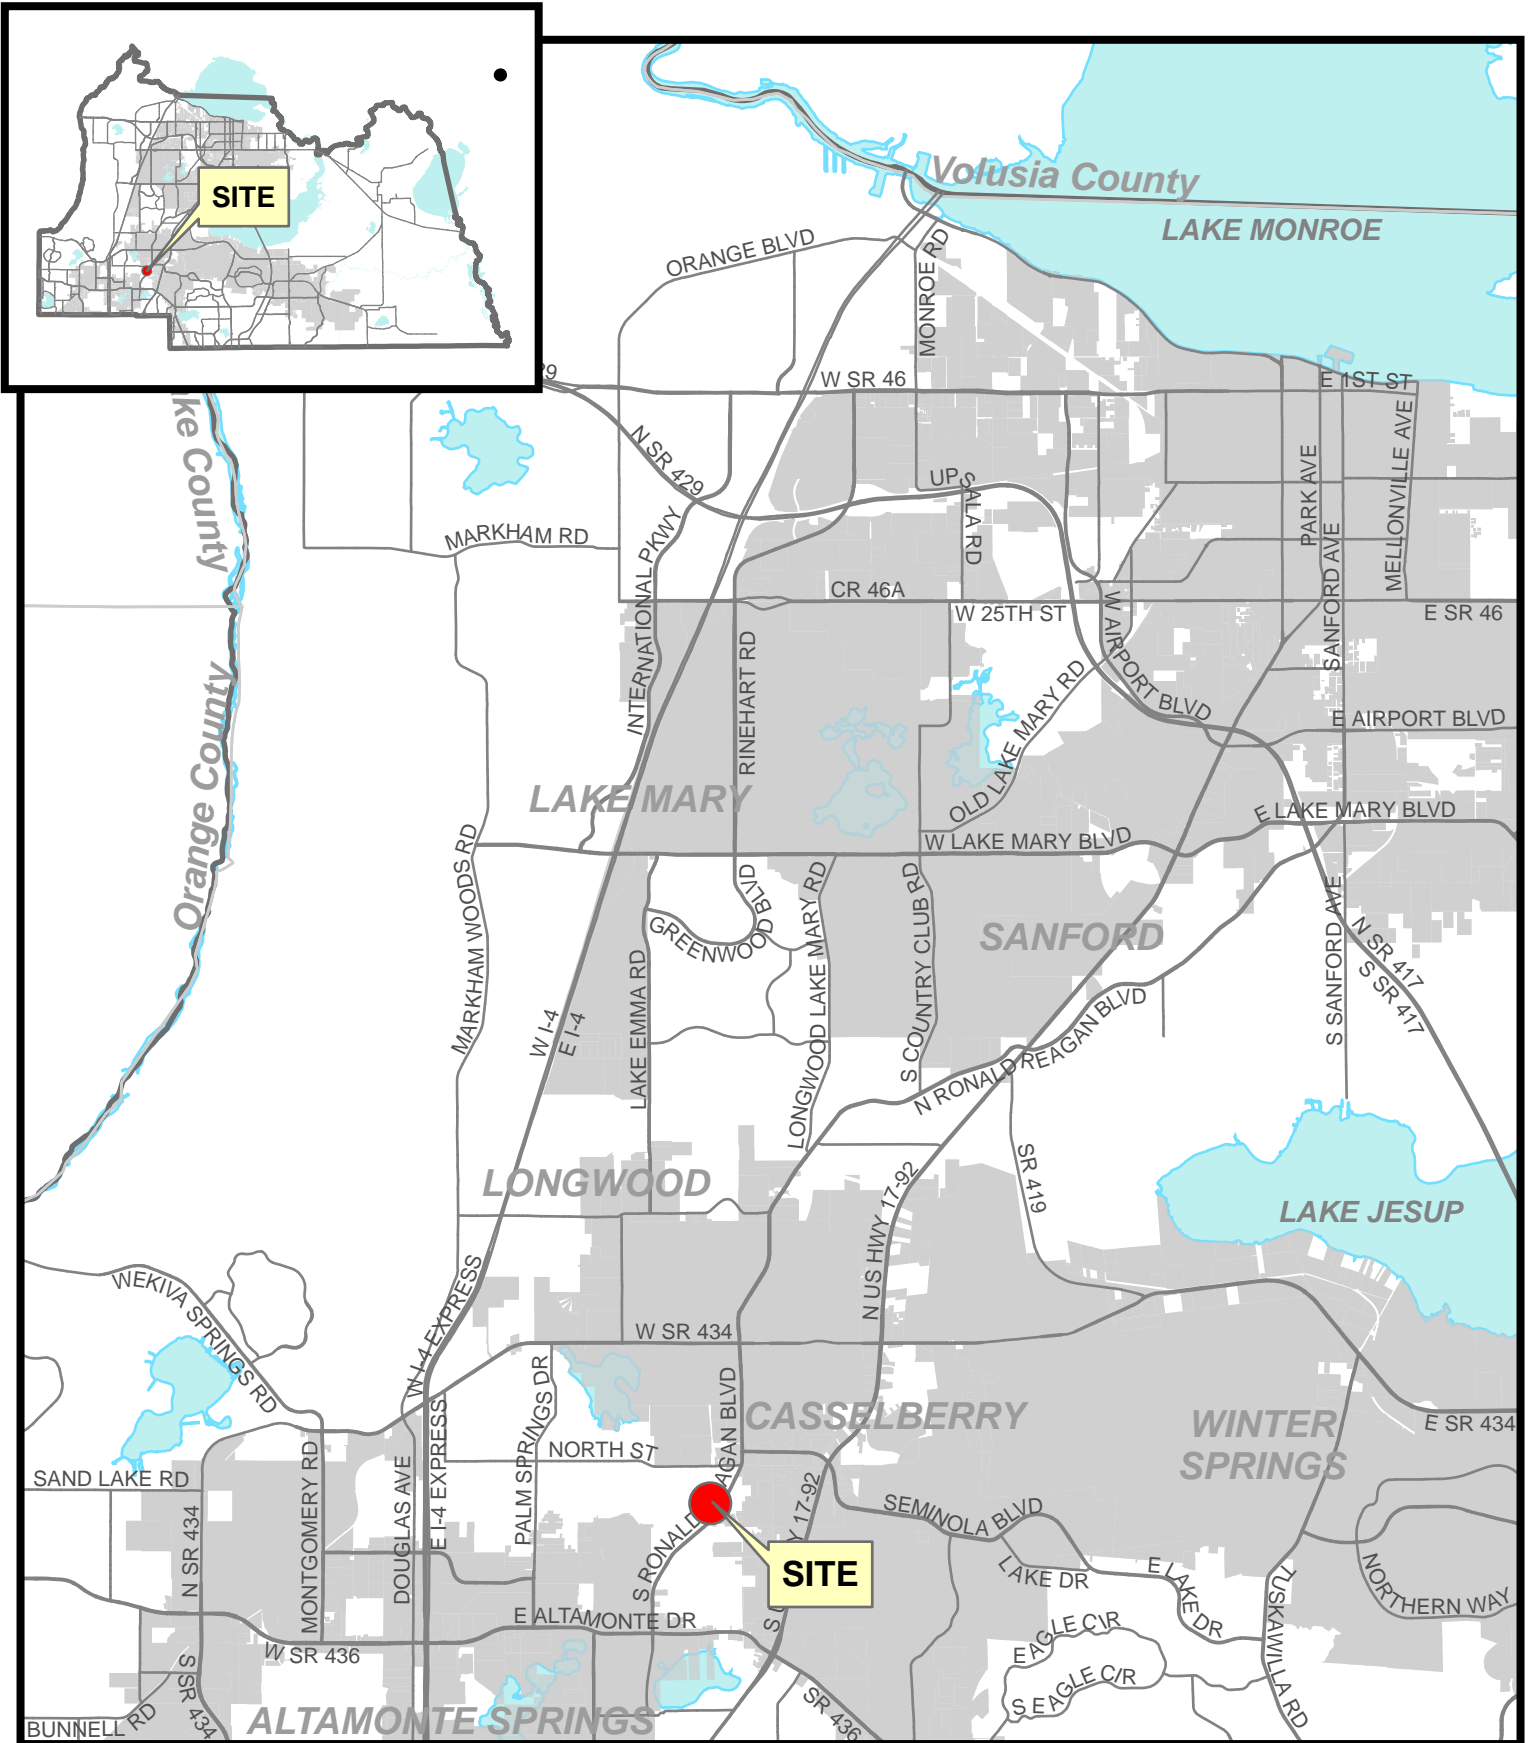 SITE
Volusia County
LAKE MONROE
ORANGE BLVD
MONROE RD
W SR 46
E 1ST ST
N SR 429
UPSALA RD
PARK AVE
MELLONVILLE AVE
County
MARKHAM RD
INTERNATIONAL PKWY
CR 46A
W 25TH ST
SANFORD AVE
E SR 46
W AIRPORT BLVD
RINEHART RD
OLD LAKE MARY RD
E AIRPORT BLVD
Orange County
LAKE MARY
E LAKE MARY BLVD
W LAKE MARY BLVD
MARKHAM WOODS RD
GREENWOOD BLVD
LONGWOOD LAKE MARY RD
S COUNTRY CLUB RD
SANFORD
S SANFORD AVE
N SR 417
S SR 417
LAKE EMMA RD
W I-4
E I-4
N RONALD REAGAN BLVD
LONGWOOD
N US HWY 17-92
SR 419
LAKE JESUP
WEKIVA SPRINGS RD
W I-4 EXPRESS
W SR 434
PALM SPRINGS DR
AGAN BLVD
CASSELBERRY
WINTER
SPRINGS
E SR 434
NORTH ST
SAND LAKE RD
MONTGOMERY RD
DOUGLAS AVE
E I-4 EXPRESS
N SR 434
S RONALD
Y 17-92
SEMINOLA BLVD
SITE
LAKE DR
E LAKE DR
TUSKAWILLA RD
NORTHERN WAY
E ALTAMONTE DR
W SR 436
E EAGLE CIR
S EAGLE CIR
S SR 434
SR 436
BUNNELL RD
ALTAMONTE SPRINGS